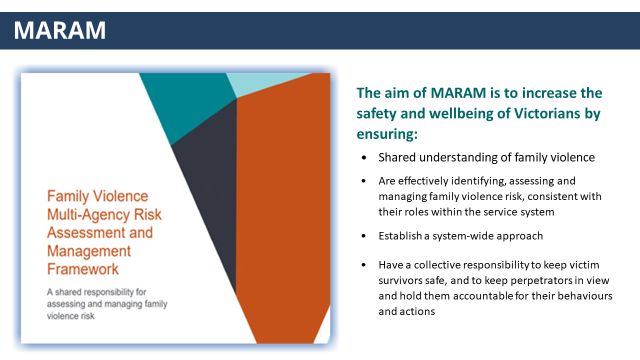 MARAM
Family Violence
Multi-Agency Risk
Assessment and
Management
Framework
A shared responsibility for
assessing and managing family
violence risk
The aim of MARAM is to increase the
safety and wellbeing of Victorians by
ensuring:
• Shared understanding of family violence
• Are effectively identifying, assessing and
managing family violence risk, consistent with
their roles within the service system
• Establish a system-wide approach
• Have a collective responsibility to keep victim
survivors safe, and to keep perpetrators in view
and hold them accountable for their behaviours
and actions